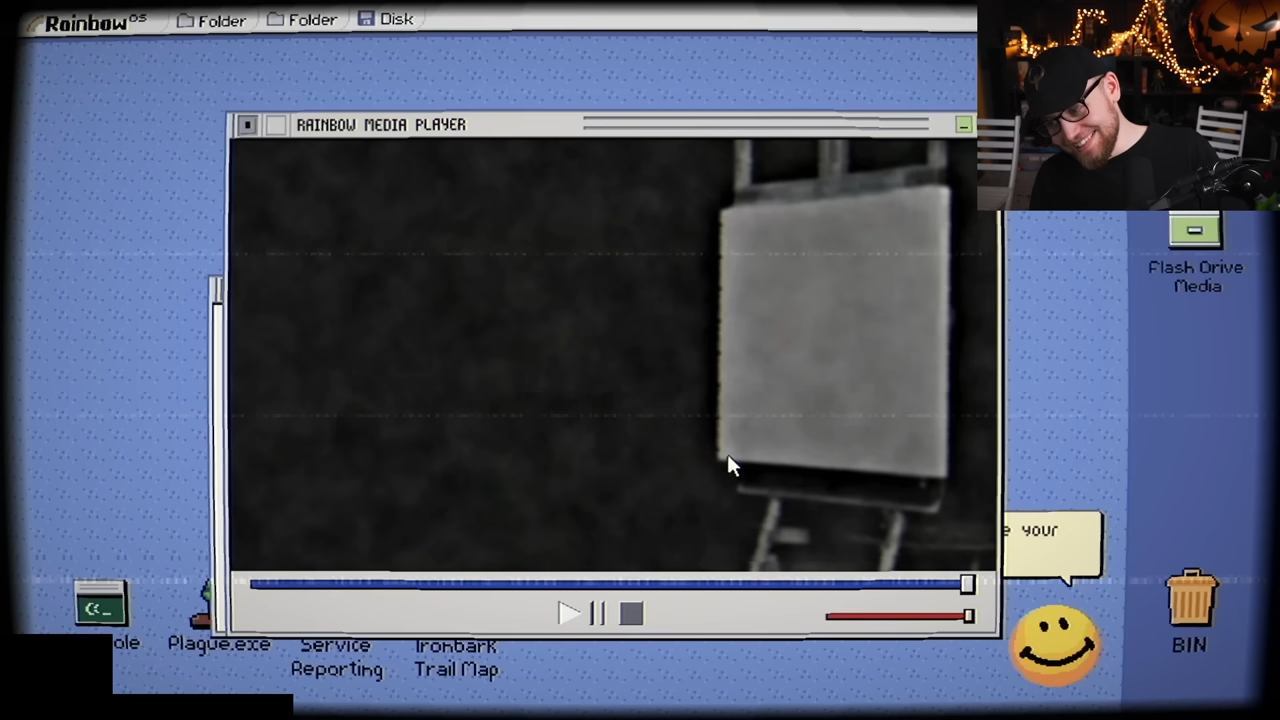 Rainbow OS
Folder
Folder
Disk
RAINBOW MEDIA PLAYER
Flash Drive
Media
your
Plague.exe
Service
Reporting
Ironbark
Trail Map
BIN